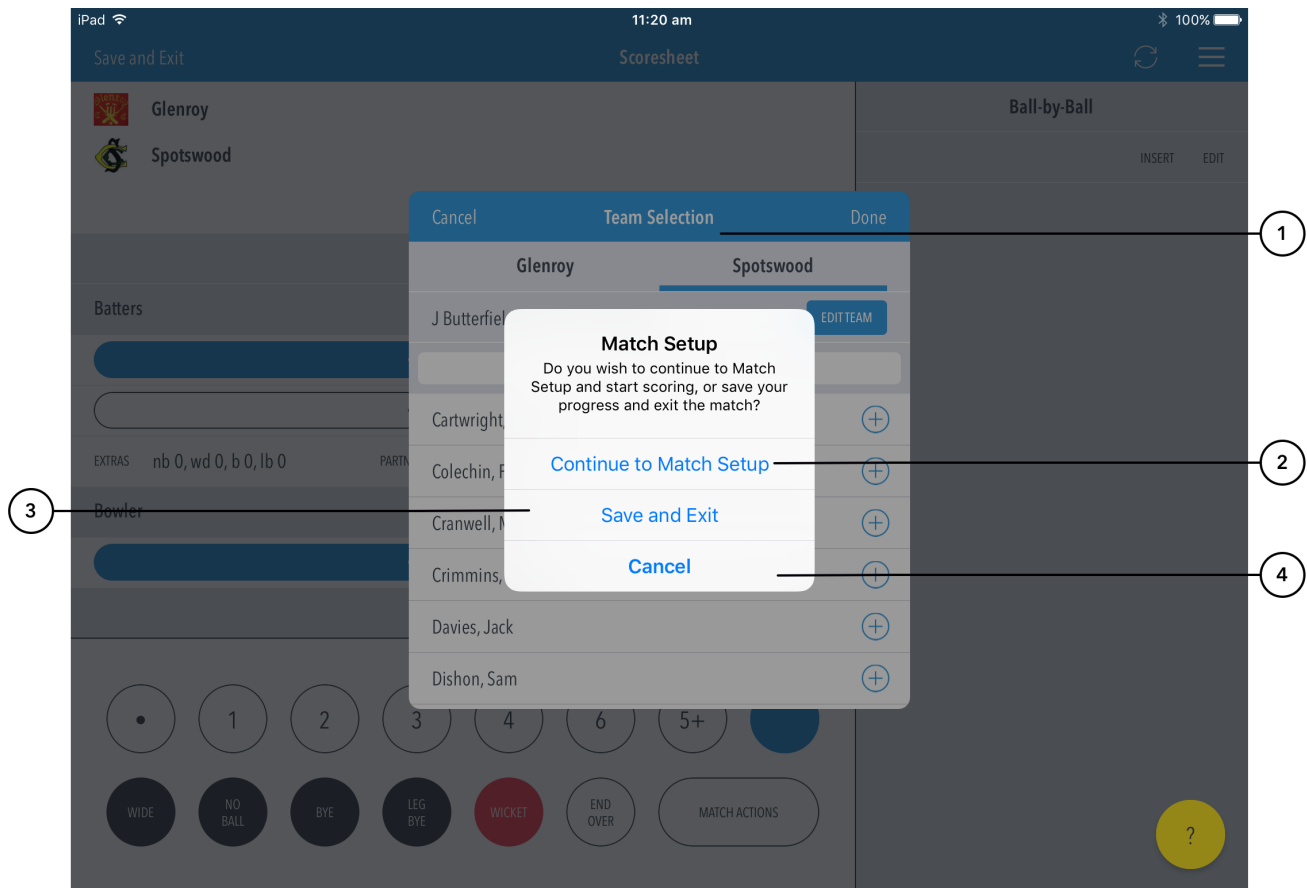 iPad 11:20 am 100%
Save and Exit Scoresheet
Glenroy
Spotswood
Ball-by-Ball
INSERT EDIT
Cancel Team Selection Done
1
Glenroy Spotswood
Batters
J Butterfiel EDIT TEAM
Match Setup
Do you wish to continue to Match
Setup and start scoring, or save your
progress and exit the match?
Cartwright,
EXTRAS nb 0, wd 0, b 0, lb 0 PARTN
Colechin, F
Continue to Match Setup
2
3
Bowler
Cranwell, M
Save and Exit
Crimmins,
Cancel
4
Davies, Jack
Dishon, Sam
• 1 2 3 4 6 5+
WIDE
NO
BALL
BYE
LEG
BYE
WICKET
END
OVER
MATCH ACTIONS
?